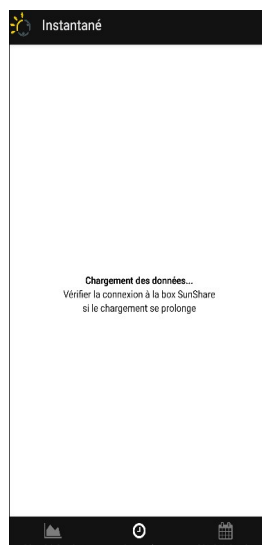 Instantané
Chargement des données...
Vérifier la connexion à la box SunShare
si le chargement se prolonge